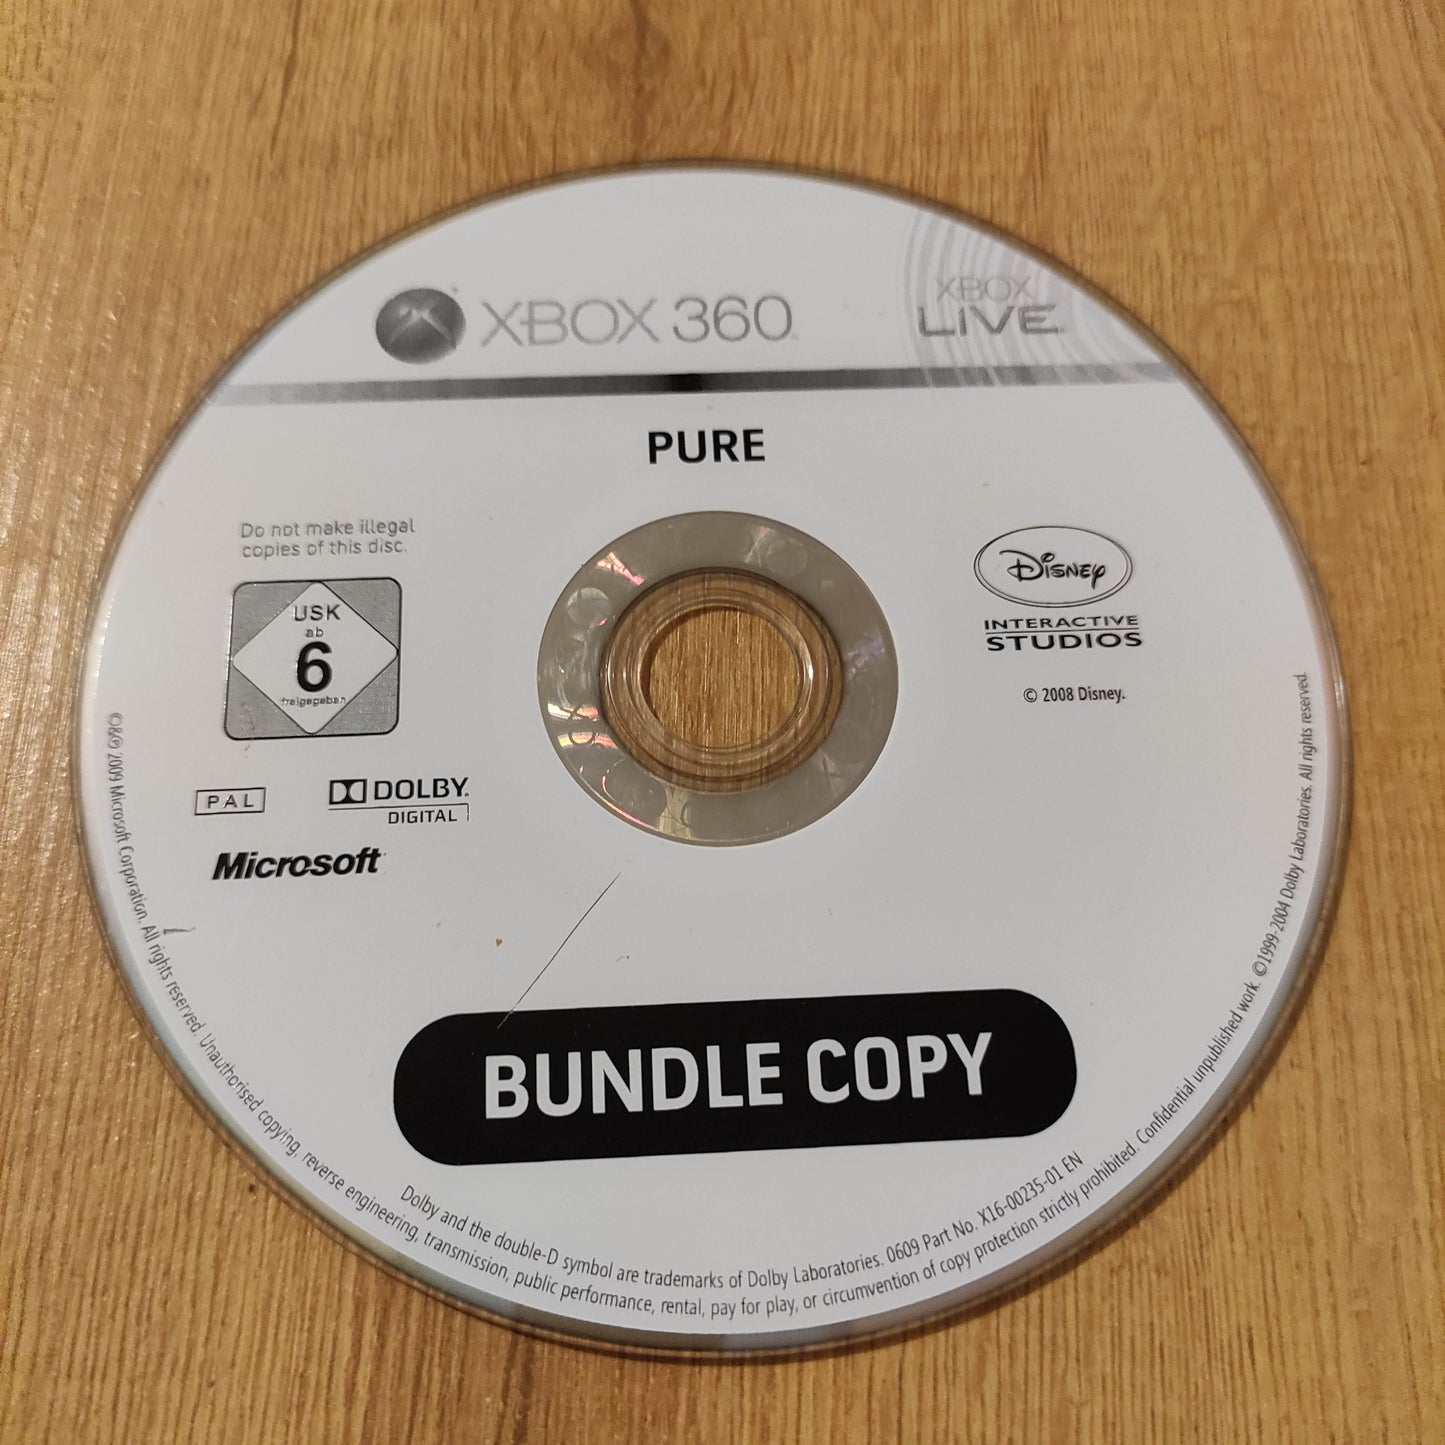 XBOX 360
XBOX
LIVE
PURE
Do not make illegal
copies of this disc.
USK
ab
6
freigegeben
Disney
INTERACTIVE
STUDIOS
© 2008 Disney.
PAL
DOLBY
DIGITAL
Microsoft
BUNDLE COPY
Dolby and the double-D symbol are trademarks of Dolby Laboratories. 0609 Part No. X16-00235-01 EN
©&℗ 2009 Microsoft Corporation. All rights reserved. Unauthorised copying, reverse engineering, transmission, public performance, rental, pay for play, or circumvention of copy protection strictly prohibited. Confidential unpublished work. ©1999-2004 Dolby Laboratories. All rights reserved.